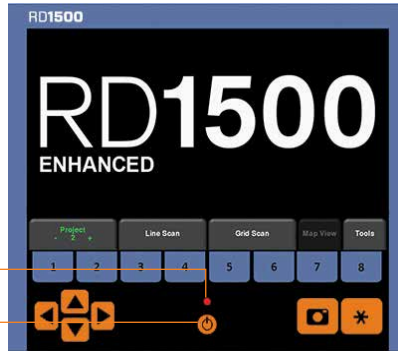 RD1500
RD1500
ENHANCED
Project
- 2 +
Line Scan
Grid Scan
Map View
Tools
1 2 3 4 5 6 7 8